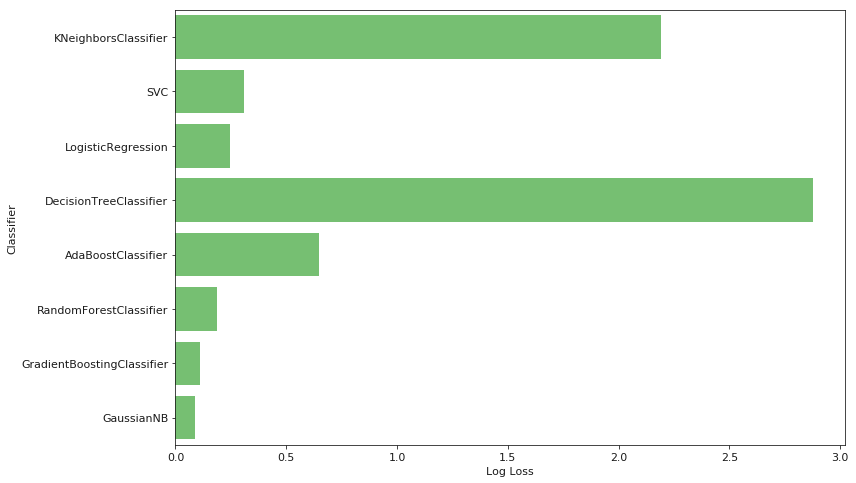 KNeighborsClassifier
SVC
LogisticRegression
DecisionTreeClassifier
AdaBoostClassifier
RandomForestClassifier
GradientBoostingClassifier
GaussianNB
Classifier
0.0 0.5 1.0 1.5 2.0 2.5 3.0
Log Loss